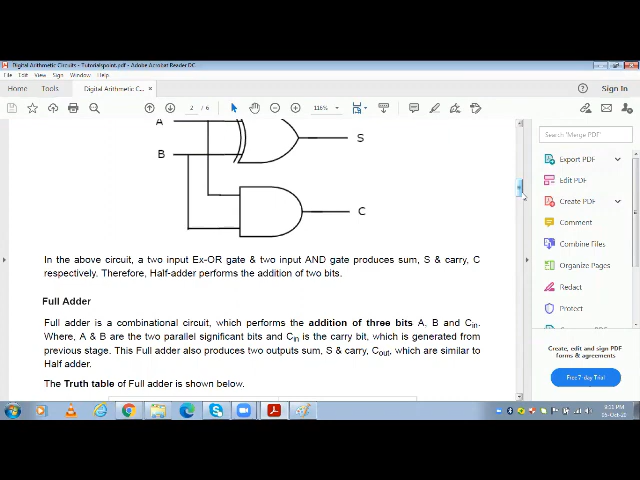 Digital Arithmetic Circuits - Tutorialspoint.pdf - Adobe Acrobat Reader DC
File Edit View Sign Window Help
Home Tools Digital Arithmetic C... × Sign In
2 / 6 116%
A
S
B
C
In the above circuit, a two input Ex-OR gate & two input AND gate produces sum, S & carry, C
respectively. Therefore, Half-adder performs the addition of two bits.
Full Adder
Full adder is a combinational circuit, which performs the addition of three bits A, B and Cin.
Where, A & B are the two parallel significant bits and Cin is the carry bit, which is generated from
previous stage. This Full adder also produces two outputs sum, S & carry, Cout, which are similar to
Half adder.
The Truth table of Full adder is shown below.
Search 'Merge PDF'
Export PDF
Edit PDF
Create PDF
Comment
Combine Files
Organize Pages
Redact
Protect
Create, edit and sign PDF
forms & agreements
Free 7-day Trial